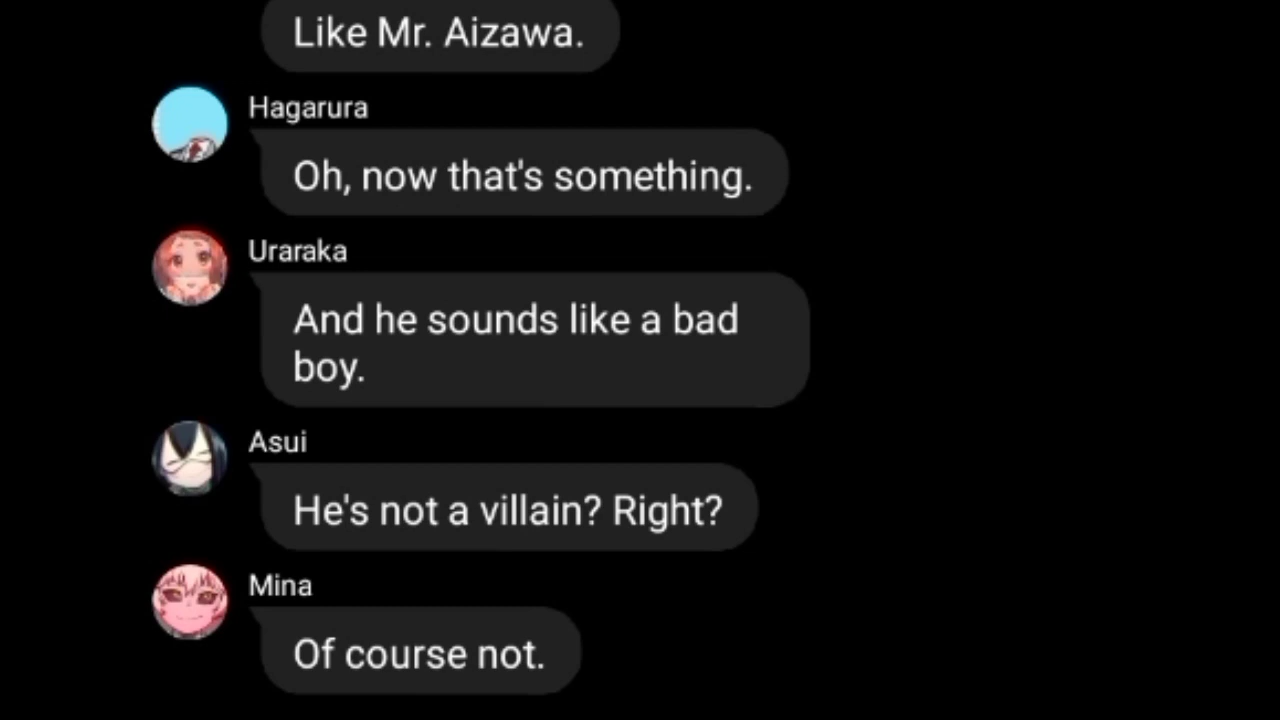 Like Mr. Aizawa.
Hagarura
Oh, now that's something.
Uraraka
And he sounds like a bad
boy.
Asui
He's not a villain? Right?
Mina
Of course not.